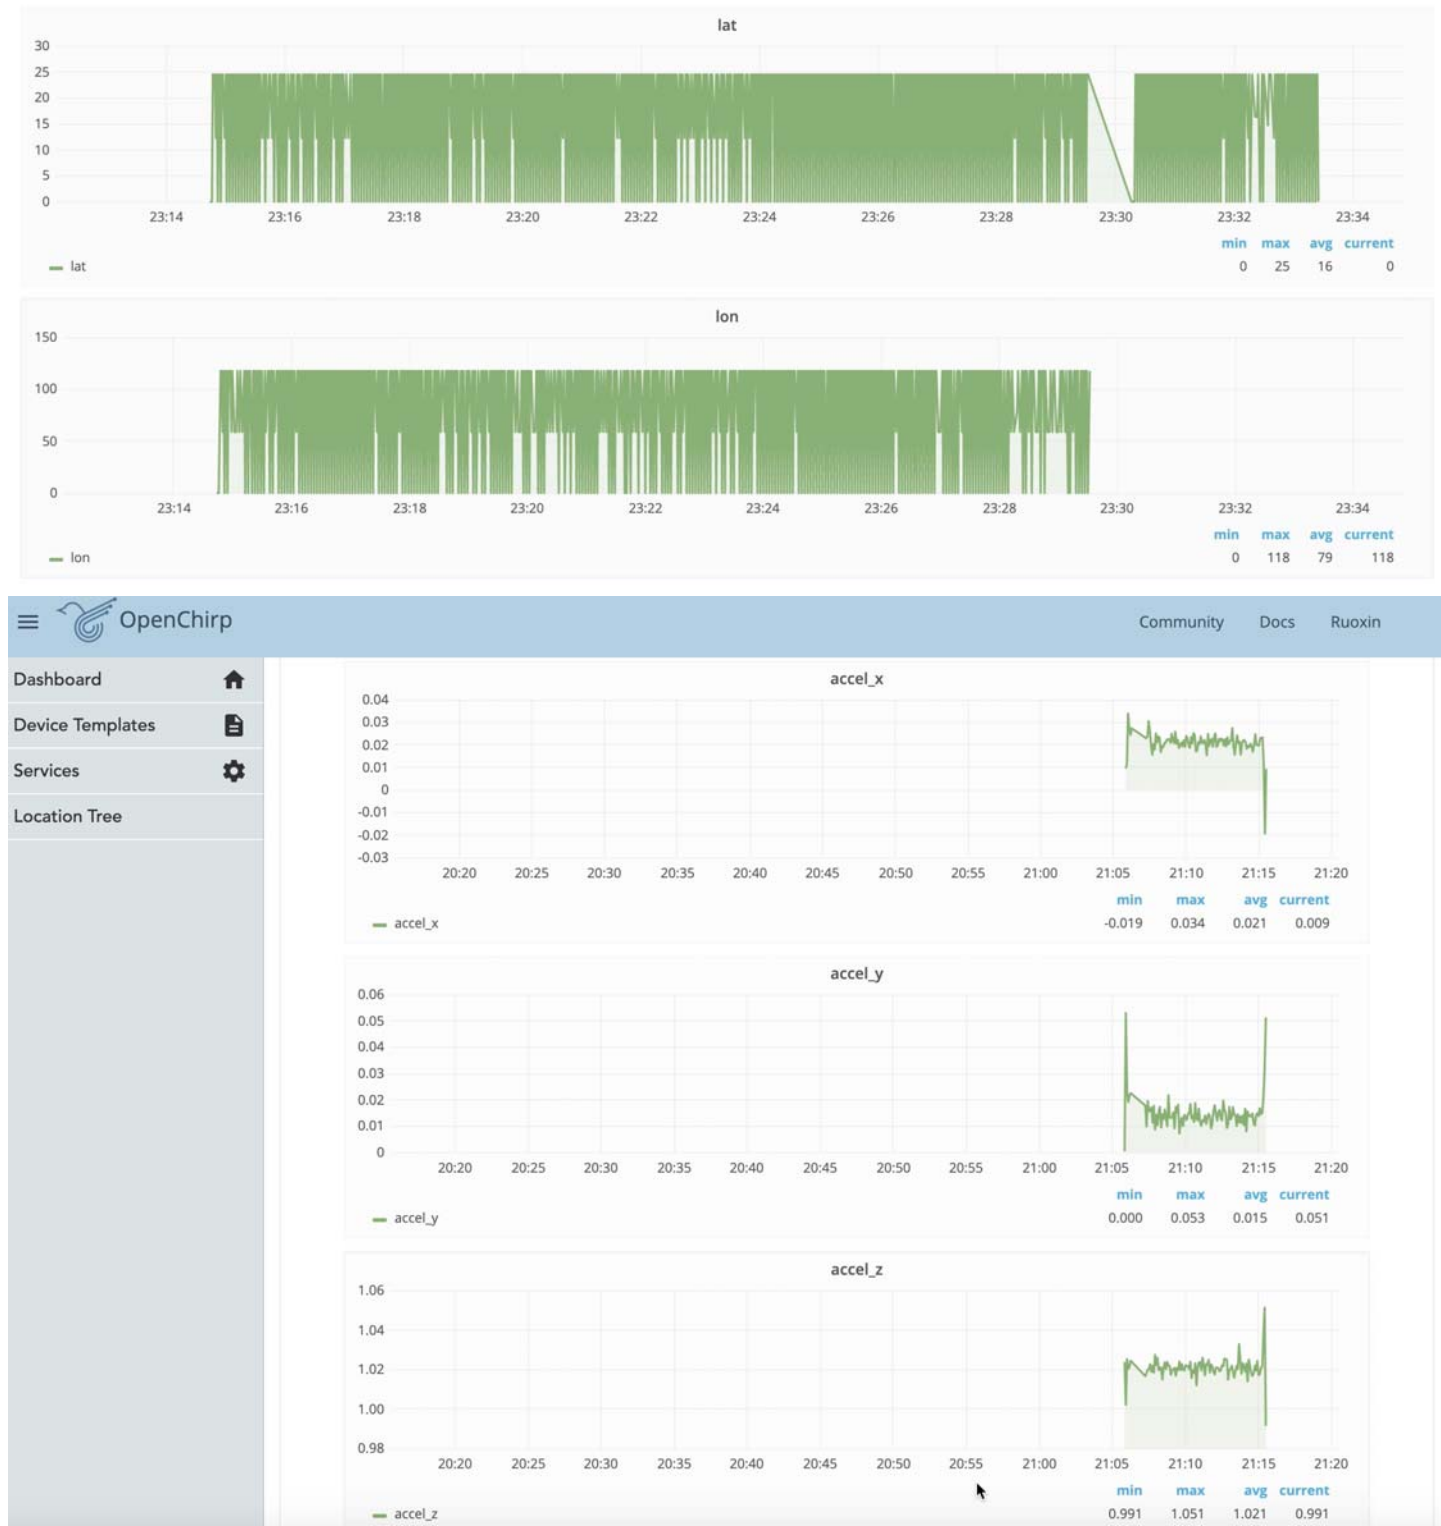 lat
30
25
20
15
10
5
0
23:14 23:16 23:18 23:20 23:22 23:24 23:26 23:28 23:30 23:32 23:34
min max avg current
lat 0 25 16 0
lon
150
100
50
0
23:14 23:16 23:18 23:20 23:22 23:24 23:26 23:28 23:30 23:32 23:34
min max avg current
lon 0 118 79 118
OpenChirp Community Docs Ruoxin
Dashboard
Device Templates
Services
Location Tree
accel_x
0.04
0.03
0.02
0.01
0
-0.01
-0.02
-0.03
20:20 20:25 20:30 20:35 20:40 20:45 20:50 20:55 21:00 21:05 21:10 21:15 21:20
min max avg current
accel_x -0.019 0.034 0.021 0.009
accel_y
0.06
0.05
0.04
0.03
0.02
0.01
0
20:20 20:25 20:30 20:35 20:40 20:45 20:50 20:55 21:00 21:05 21:10 21:15 21:20
min max avg current
accel_y 0.000 0.053 0.015 0.051
accel_z
1.06
1.04
1.02
1.00
0.98
20:20 20:25 20:30 20:35 20:40 20:45 20:50 20:55 21:00 21:05 21:10 21:15 21:20
min max avg current
accel_z 0.991 1.051 1.021 0.991